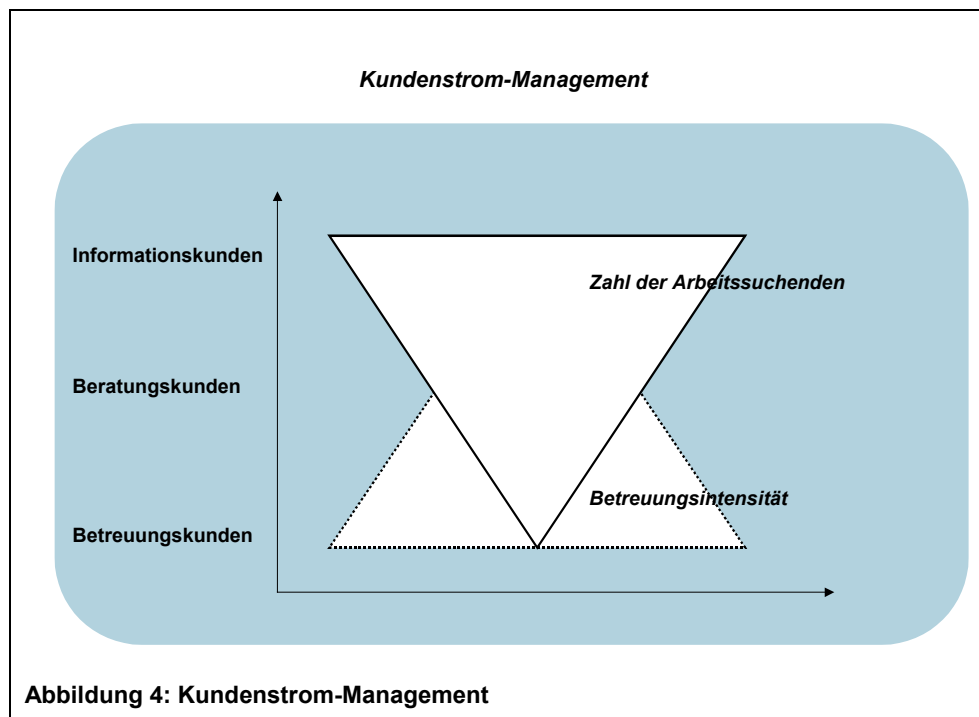 Kundenstrom-Management
Informationskunden
Zahl der Arbeitssuchenden
Beratungskunden
Betreuungsintensität
Betreuungskunden
Abbildung 4: Kundenstrom-Management